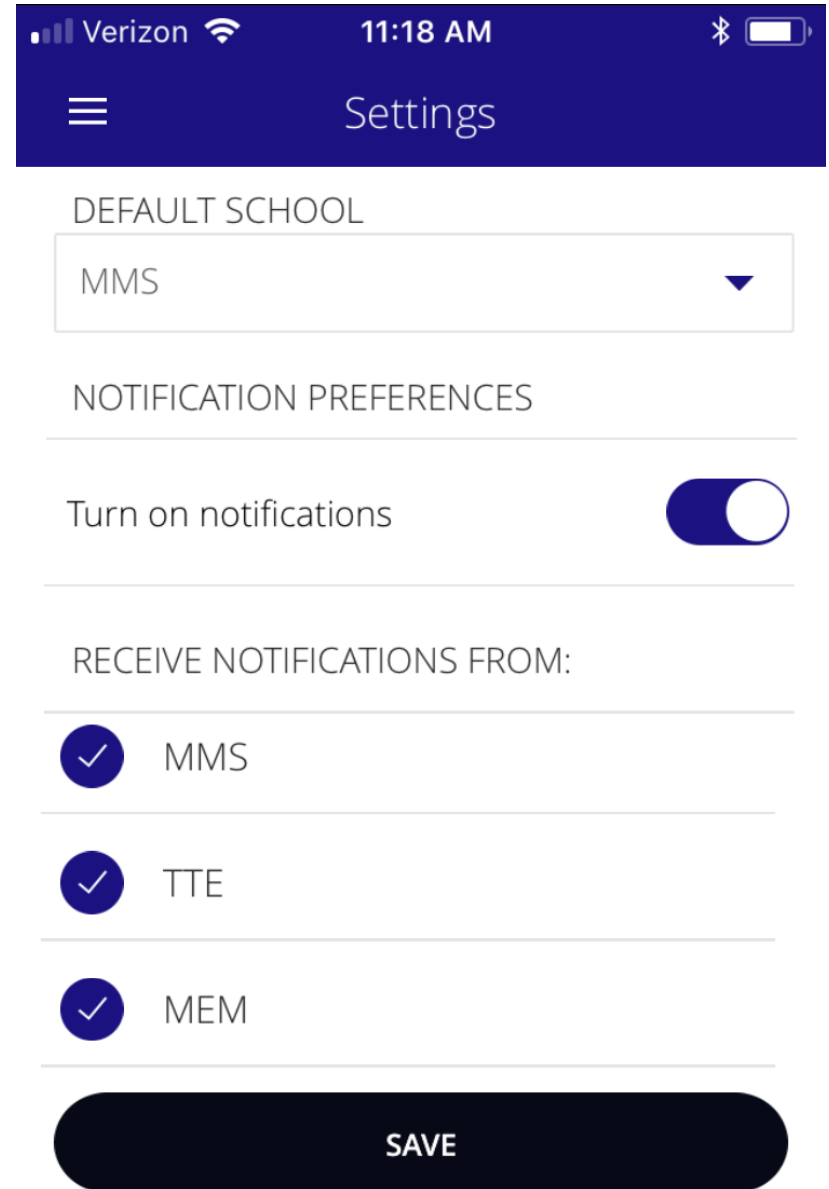 Verizon 11:18 AM
Settings
DEFAULT SCHOOL
MMS
NOTIFICATION PREFERENCES
Turn on notifications
RECEIVE NOTIFICATIONS FROM:
MMS
TTE
MEM
SAVE